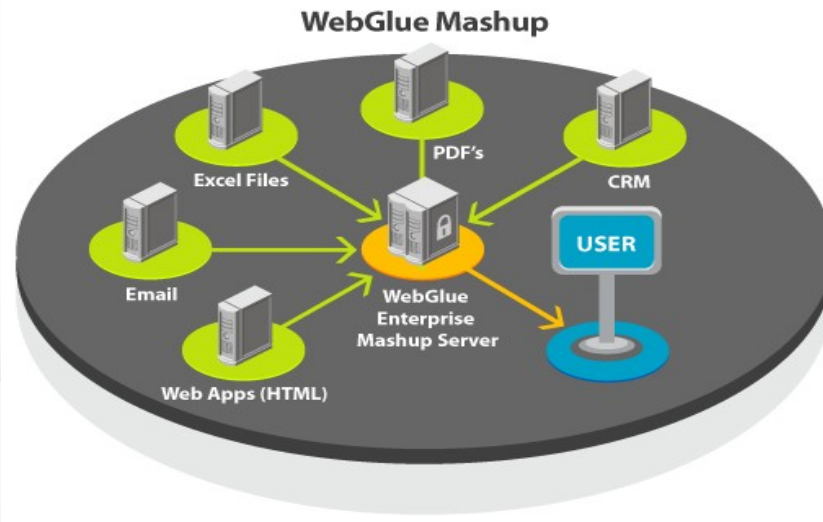 WebGlue Mashup
PDF's
Excel Files
CRM
USER
Email
WebGlue
Enterprise
Mashup Server
Web Apps (HTML)